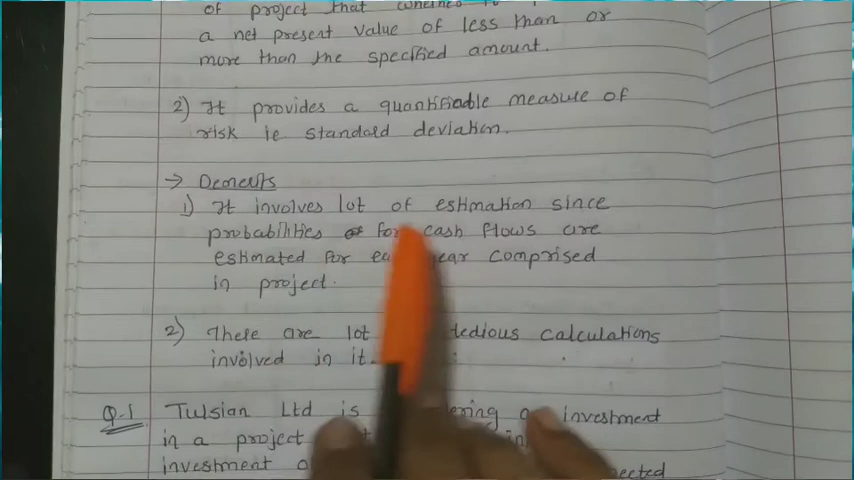 of project that
a net present value of less than or
more than the specified amount.
2) It provides a quantifiable measure of
risk ie standard deviation.
→ Demerits
1) It involves lot of estimation since
probabilities for cash flows are
estimated for comprised
in project.
2) There are lot tedious calculations
involved in it.
Q-1 Tulsian Ltd is investment
in a project
investment